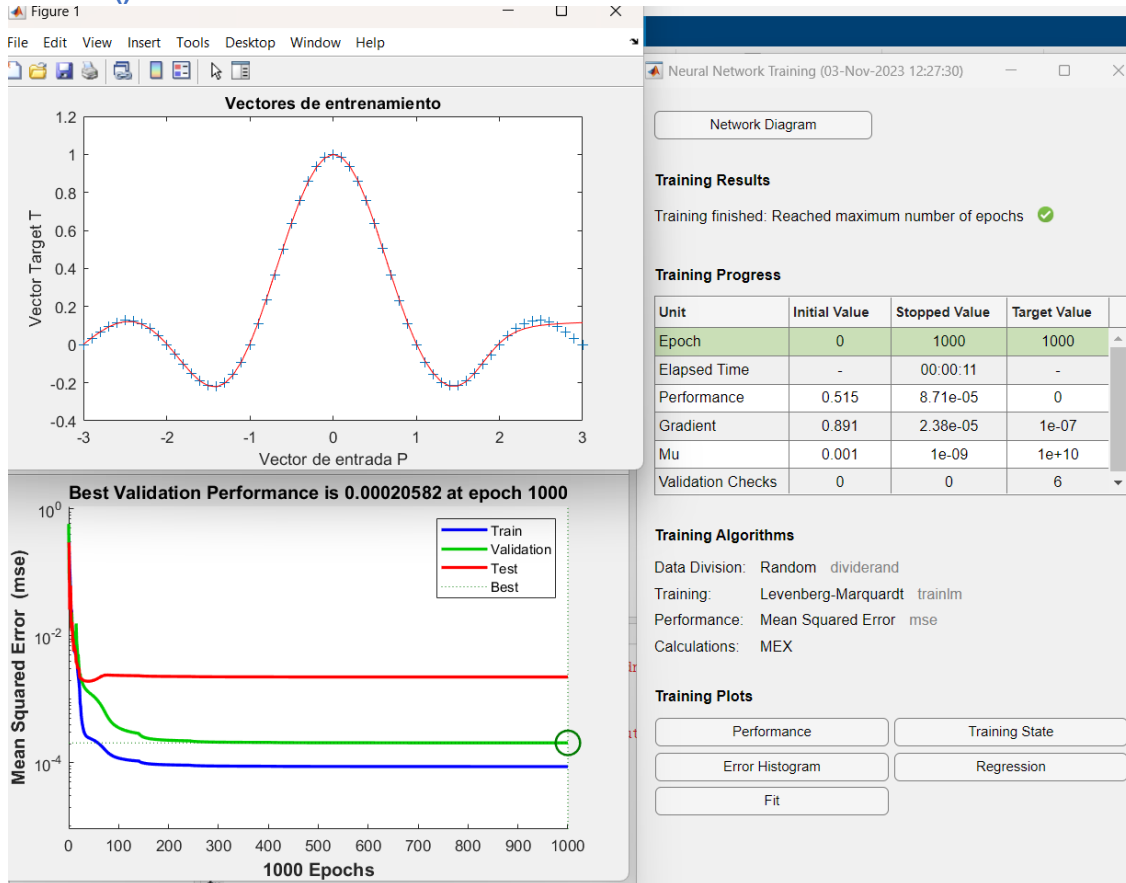 Figure 1
File Edit View Insert Tools Desktop Window Help
Vectores de entrenamiento
1.2
1
0.8
0.6
0.4
0.2
0
-0.2
-0.4
Vector Target T
-3 -2 -1 0 1 2 3
Vector de entrada P
Best Validation Performance is 0.00020582 at epoch 1000
10^0
10^-2
10^-4
Mean Squared Error (mse)
Train
Validation
Test
Best
0 100 200 300 400 500 600 700 800 900 1000
1000 Epochs
Neural Network Training (03-Nov-2023 12:27:30)
Network Diagram
Training Results
Training finished: Reached maximum number of epochs
Training Progress
Unit Initial Value Stopped Value Target Value
Epoch 0 1000 1000
Elapsed Time - 00:00:11 -
Performance 0.515 8.71e-05 0
Gradient 0.891 2.38e-05 1e-07
Mu 0.001 1e-09 1e+10
Validation Checks 0 0 6
Training Algorithms
Data Division: Random dividerand
Training: Levenberg-Marquardt trainlm
Performance: Mean Squared Error mse
Calculations: MEX
Training Plots
Performance Training State
Error Histogram Regression
Fit